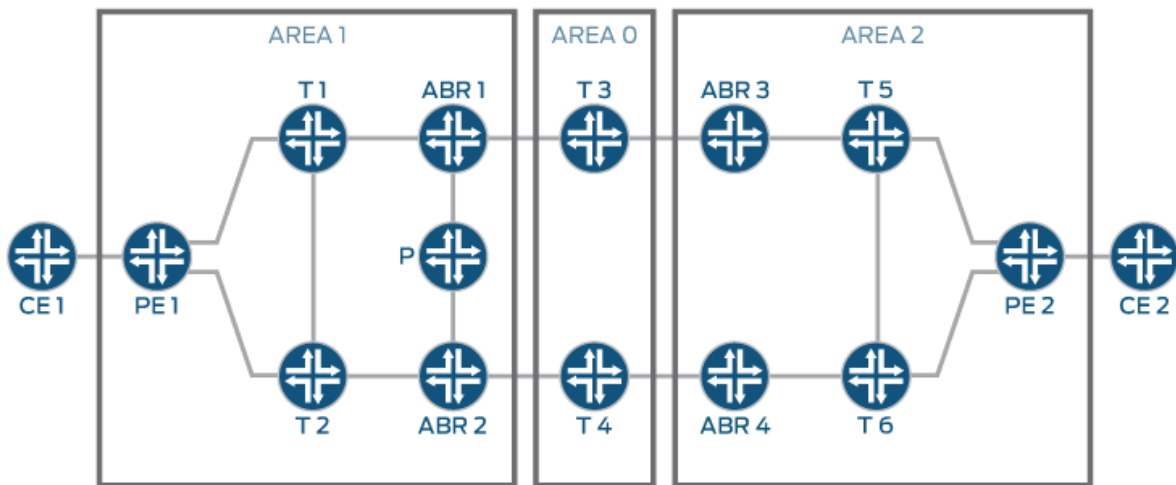 AREA 1
AREA 0
AREA 2
T 1
ABR 1
T 3
ABR 3
T 5
P
CE 1
PE 1
PE 2
CE 2
T 2
ABR 2
T 4
ABR 4
T 6